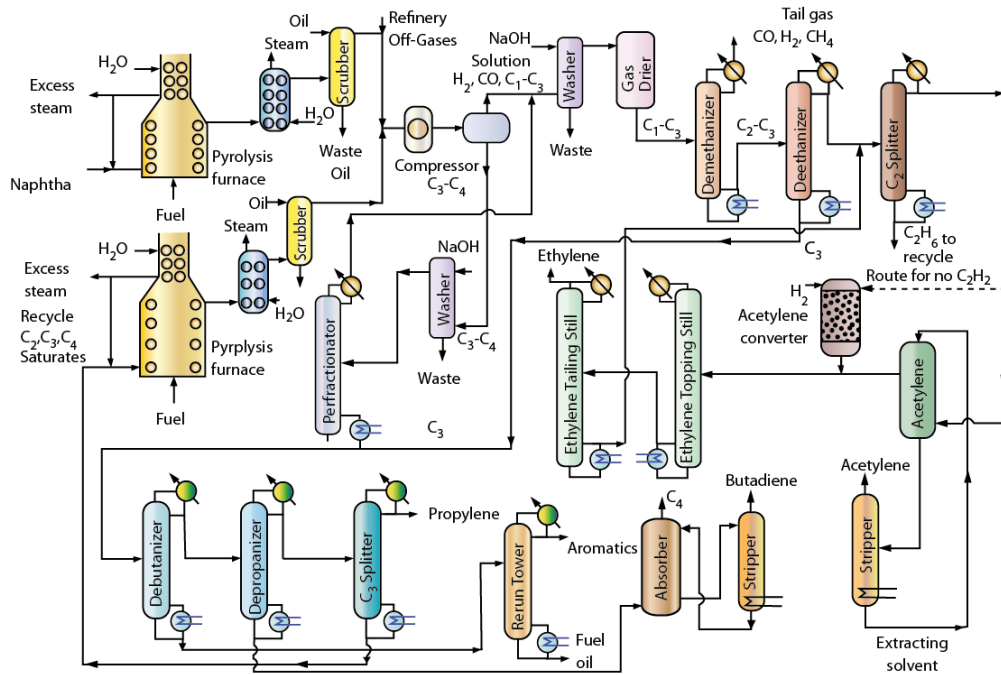 Oil
Refinery
Off-Gases
Steam
H2O
Scrubber
NaOH
Solution
H2, CO, C1-C3
Washer
Gas
Drier
Tail gas
CO, H2, CH4
Excess
steam
H2O
Waste
Oil
Compressor
C3-C4
Waste
C1-C3
Demethanizer
C2-C3
Deethanizer
C2 Splitter
Naphtha
Pyrolysis
furnace
Fuel
Oil
Steam
Scrubber
H2O
H2O
NaOH
Washer
C3-C4
Waste
C3
C2H6 to
recycle
Route for no C2H2
Ethylene
H2
Acetylene
converter
Excess
steam
Recycle
C2,C3,C4
Saturates
Pyrplysis
furnace
Fuel
Perfractionator
C3
Ethylene Tailing Still
Ethylene Topping Still
Acetylene
Debutanizer
Depropanizer
C3 Splitter
Propylene
Rerun Tower
Aromatics
Fuel
oil
C4
Absorber
Butadiene
Stripper
Acetylene
Stripper
Extracting
solvent